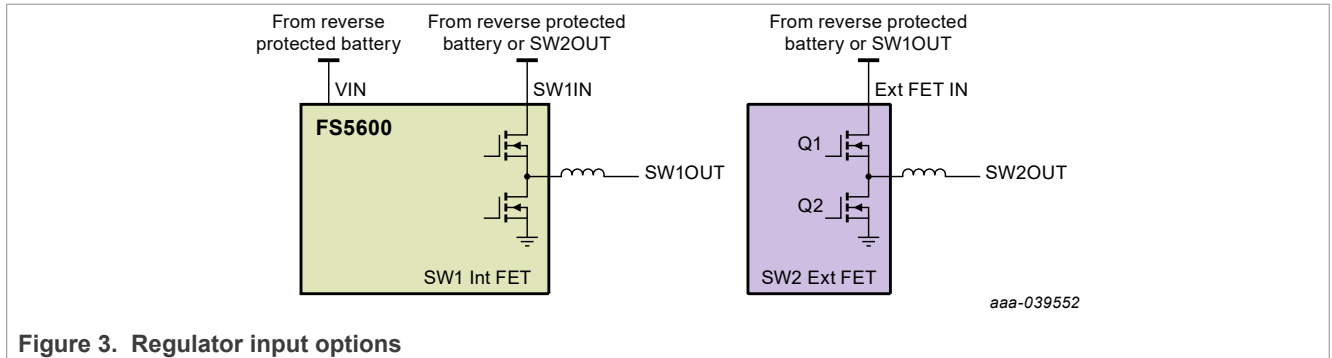 From reverse
protected battery
From reverse protected
battery or SW2OUT
From reverse protected
battery or SW1OUT
VIN
SW1IN
Ext FET IN
FS5600
Q1
SW1OUT
SW2OUT
Q2
SW1 Int FET
SW2 Ext FET
aaa-039552
Figure 3. Regulator input options